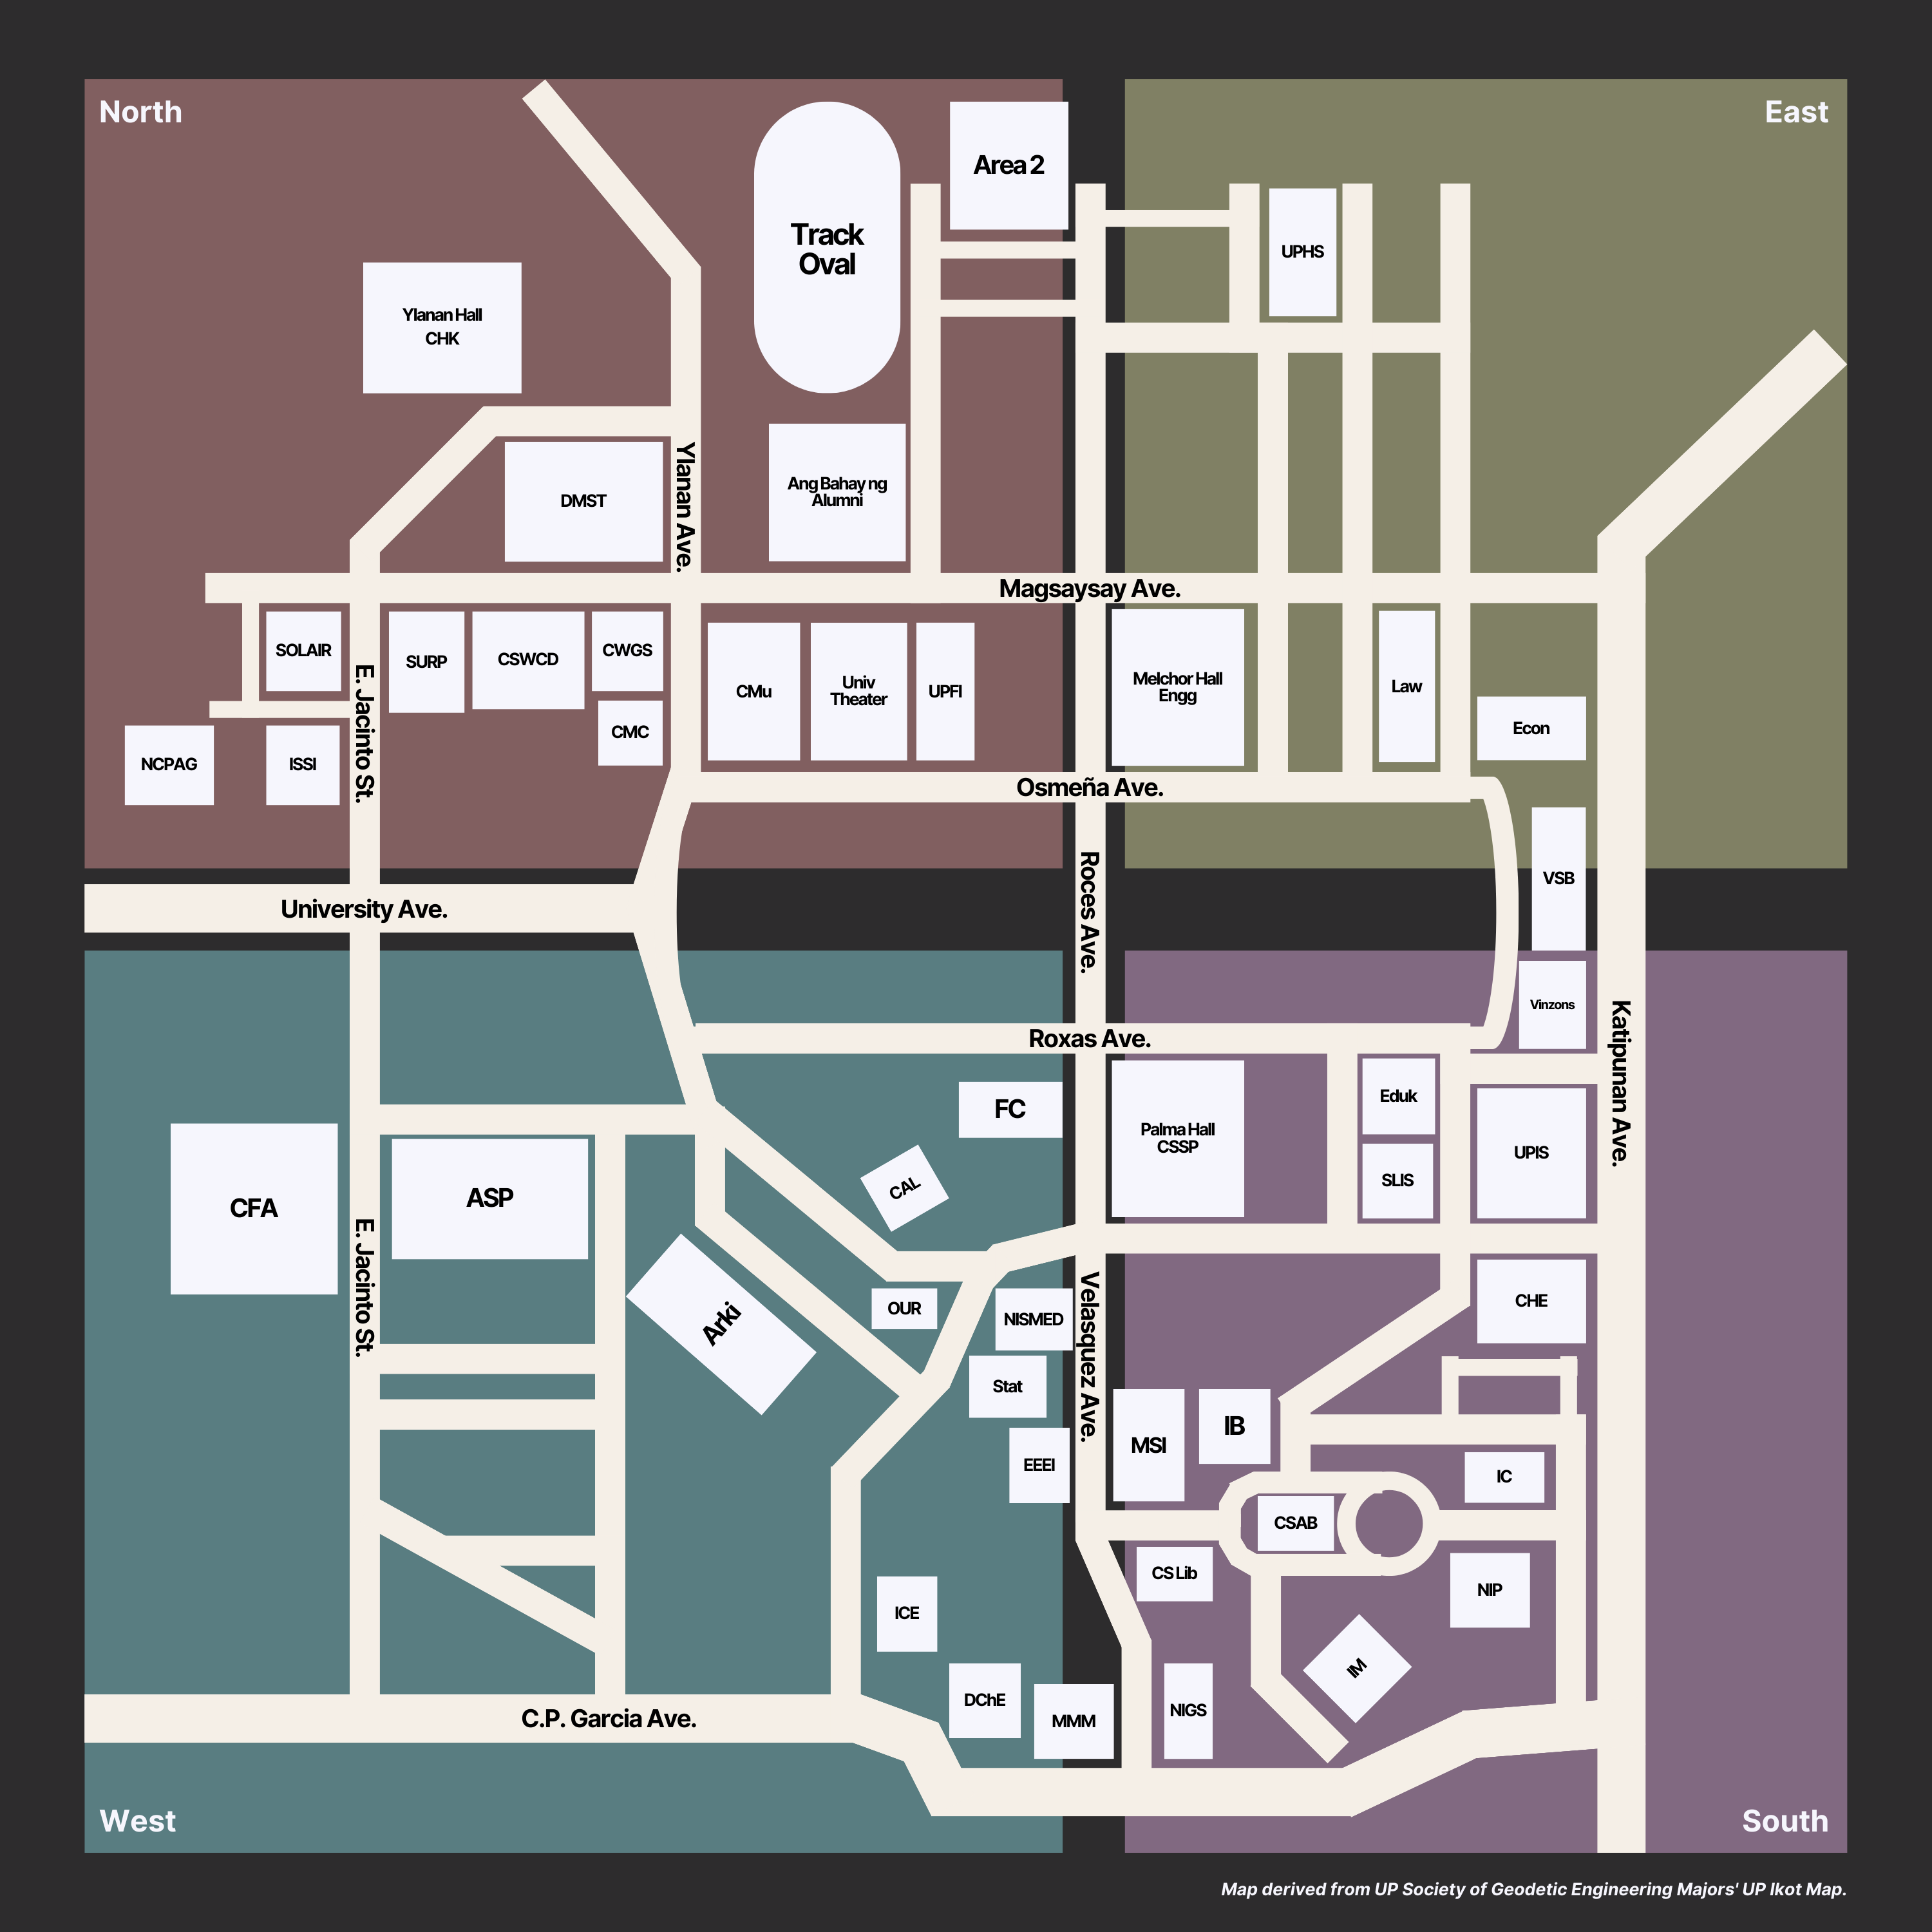 North
East
Area 2
Track
Oval
UPHS
Ylanan Hall
CHK
Ylanan Ave.
DMST
Ang Bahay ng
Alumni
Magsaysay Ave.
SOLAIR
SURP
CSWCD
CWGS
CMC
CMu
Univ
Theater
UPFI
Melchor Hall
Engg
Law
Econ
NCPAG
ISSI
E. Jacinto St.
Osmeña Ave.
Roces Ave.
VSB
University Ave.
Vinzons
Katipunan Ave.
Roxas Ave.
FC
Palma Hall
CSSP
Eduk
SLIS
UPIS
CFA
ASP
CAL
E. Jacinto St.
Arki
OUR
NISMED
Velasquez Ave.
CHE
Stat
EEEI
MSI
IB
IC
CSAB
CS Lib
NIP
ICE
IM
DChE
MMM
NIGS
C.P. Garcia Ave.
West
South
Map derived from UP Society of Geodetic Engineering Majors' UP Ikot Map.